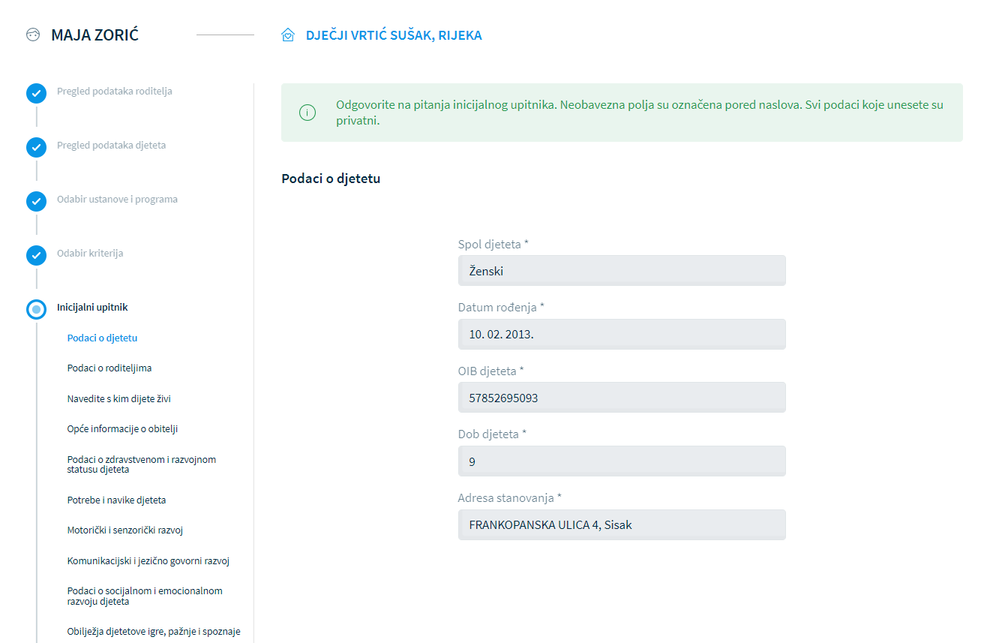 MAJA ZORIĆ
DJEČJI VRTIĆ SUŠAK, RIJEKA
Pregled podataka roditelja
Pregled podataka djeteta
Odabir ustanove i programa
Odabir kriterija
Inicijalni upitnik
Podaci o djetetu
Podaci o roditeljima
Navedite s kim dijete živi
Opće informacije o obitelji
Podaci o zdravstvenom i razvojnom
statusu djeteta
Potrebe i navike djeteta
Motorički i senzorički razvoj
Komunikacijski i jezično govorni razvoj
Podaci o socijalnom i emocionalnom
razvoju djeteta
Obilježja djetetove igre, pažnje i spoznaje
Odgovorite na pitanja inicijalnog upitnika. Neobavezna polja su označena pored naslova. Svi podaci koje unesete su
privatni.
Podaci o djetetu
Spol djeteta *
Ženski
Datum rođenja *
10. 02. 2013.
OIB djeteta *
57852695093
Dob djeteta *
9
Adresa stanovanja *
FRANKOPANSKA ULICA 4, Sisak